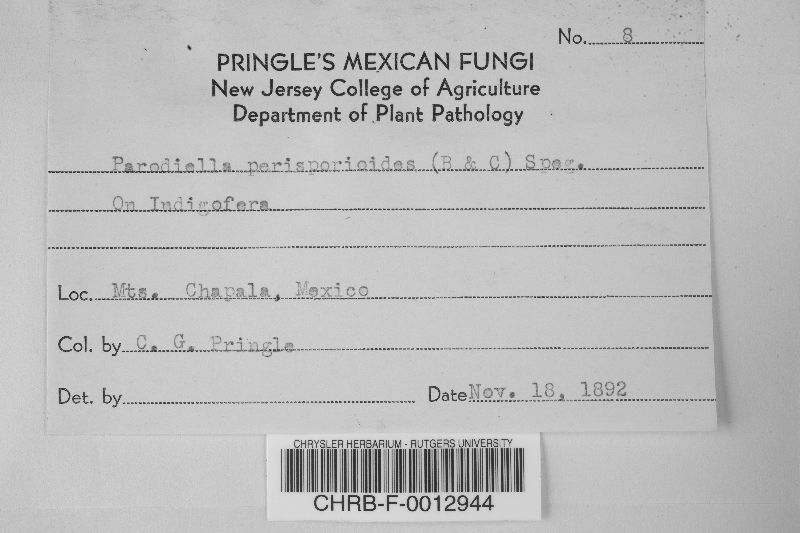 No. 8
PRINGLE'S MEXICAN FUNGI
New Jersey College of Agriculture
Department of Plant Pathology
Parodiella perisporioides (B & C) Speg.
On Indigofera
Loc. Mts. Chapala, Mexico
Col. by C. G. Pringle
Det. by
Date Nov. 18, 1892
CHRYSLER HERBARIUM - RUTGERS UNIVERSITY
CHRB-F-0012944